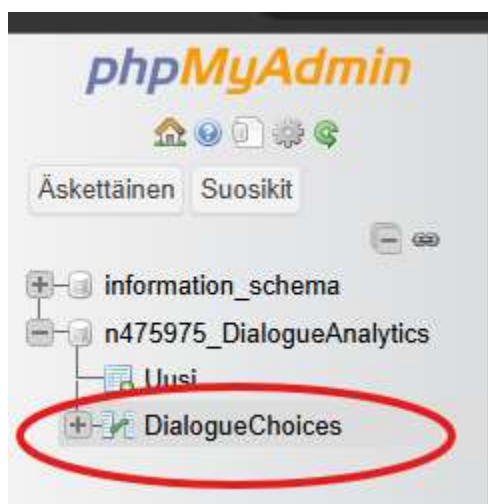 phpMyAdmin
Äskettäinen Suosikit
information_schema
n475975_DialogueAnalytics
Uusi
DialogueChoices